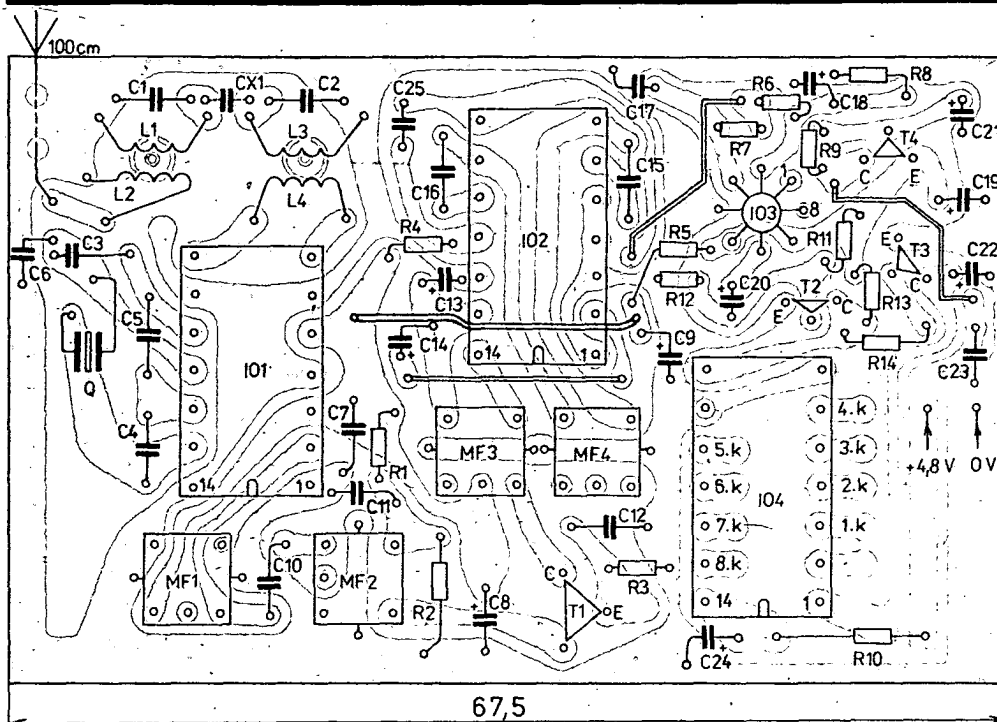 100cm
C1
CX1
C2
C25
C17
R6
C18
R8
C21
L1
L3
R7
R9
T4
C
E
L2
L4
C16
C15
1
IO3
8
C19
R4
IO2
R5
R11
E
T3
C
C22
C6
C3
C13
R12
C20
T2
E
C
R13
C5
C14
14
1
C9
R14
C23
Q
IO1
C4
C7
R1
MF3
MF4
4.k
5.k
3.k
+4,8 V
0 V
6.k
IO4
2.k
14
1
C11
C12
7.k
1.k
MF1
C10
MF2
R2
C8
C
T1
E
R3
8.k
14
1
C24
R10
67,5